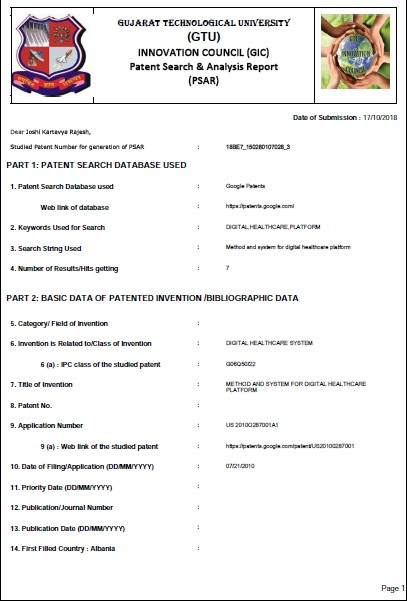 GUJARAT TECHNOLOGICAL UNIVERSITY
(GTU)
INNOVATION COUNCIL (GIC)
Patent Search & Analysis Report
(PSAR)
GTU
INNOVATION
COUNCIL
Date of Submission : 17/10/2018
Dear Joshi Kartavya Rajesh,
Studied Patent Number for generation of PSAR : 18BE7_150280107028_3
PART 1: PATENT SEARCH DATABASE USED
1. Patent Search Database used : Google Patents
Web link of database : https://patents.google.com/
2. Keywords Used for Search : DIGITAL,HEALTHCARE,PLATFORM
3. Search String Used : Method and system for digital healthcare platform
4. Number of Results/Hits getting : 7
PART 2: BASIC DATA OF PATENTED INVENTION /BIBLIOGRAPHIC DATA
5. Category/ Field of Invention :
6. Invention is Related to/Class of Invention : DIGITAL HEALTHCARE SYSTEM
6 (a) : IPC class of the studied patent : G06Q50/22
7. Title of Invention : METHOD AND SYSTEM FOR DIGITAL HEALTHCARE
PLATFORM
8. Patent No. :
9. Application Number : US 20100287001A1
9 (a) : Web link of the studied patent : https://patents.google.com/patent/US20100287001
10. Date of Filing/Application (DD/MM/YYYY) : 07/21/2010
11. Priority Date (DD/MM/YYYY) :
12. Publication/Journal Number :
13. Publication Date (DD/MM/YYYY) :
14. First Filled Country : Albania :
Page 1